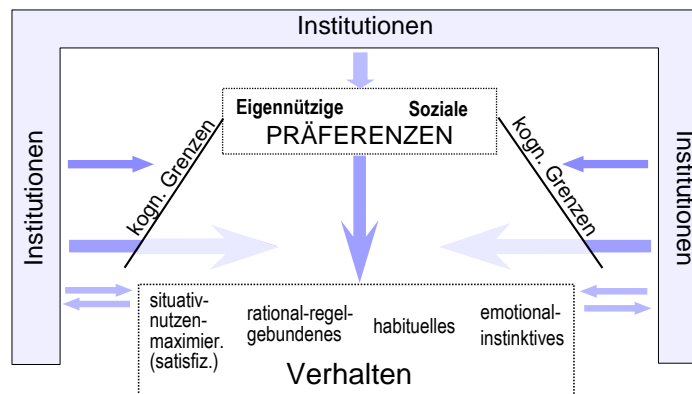 Institutionen
Eigennützige Soziale
PRÄFERENZEN
Institutionen
kogn. Grenzen
kogn. Grenzen
Institutionen
situativ-
nutzen-
maximier.
(satisfiz.)
rational-regel-
gebundenes
habituelles
emotional-
instinktives
Verhalten